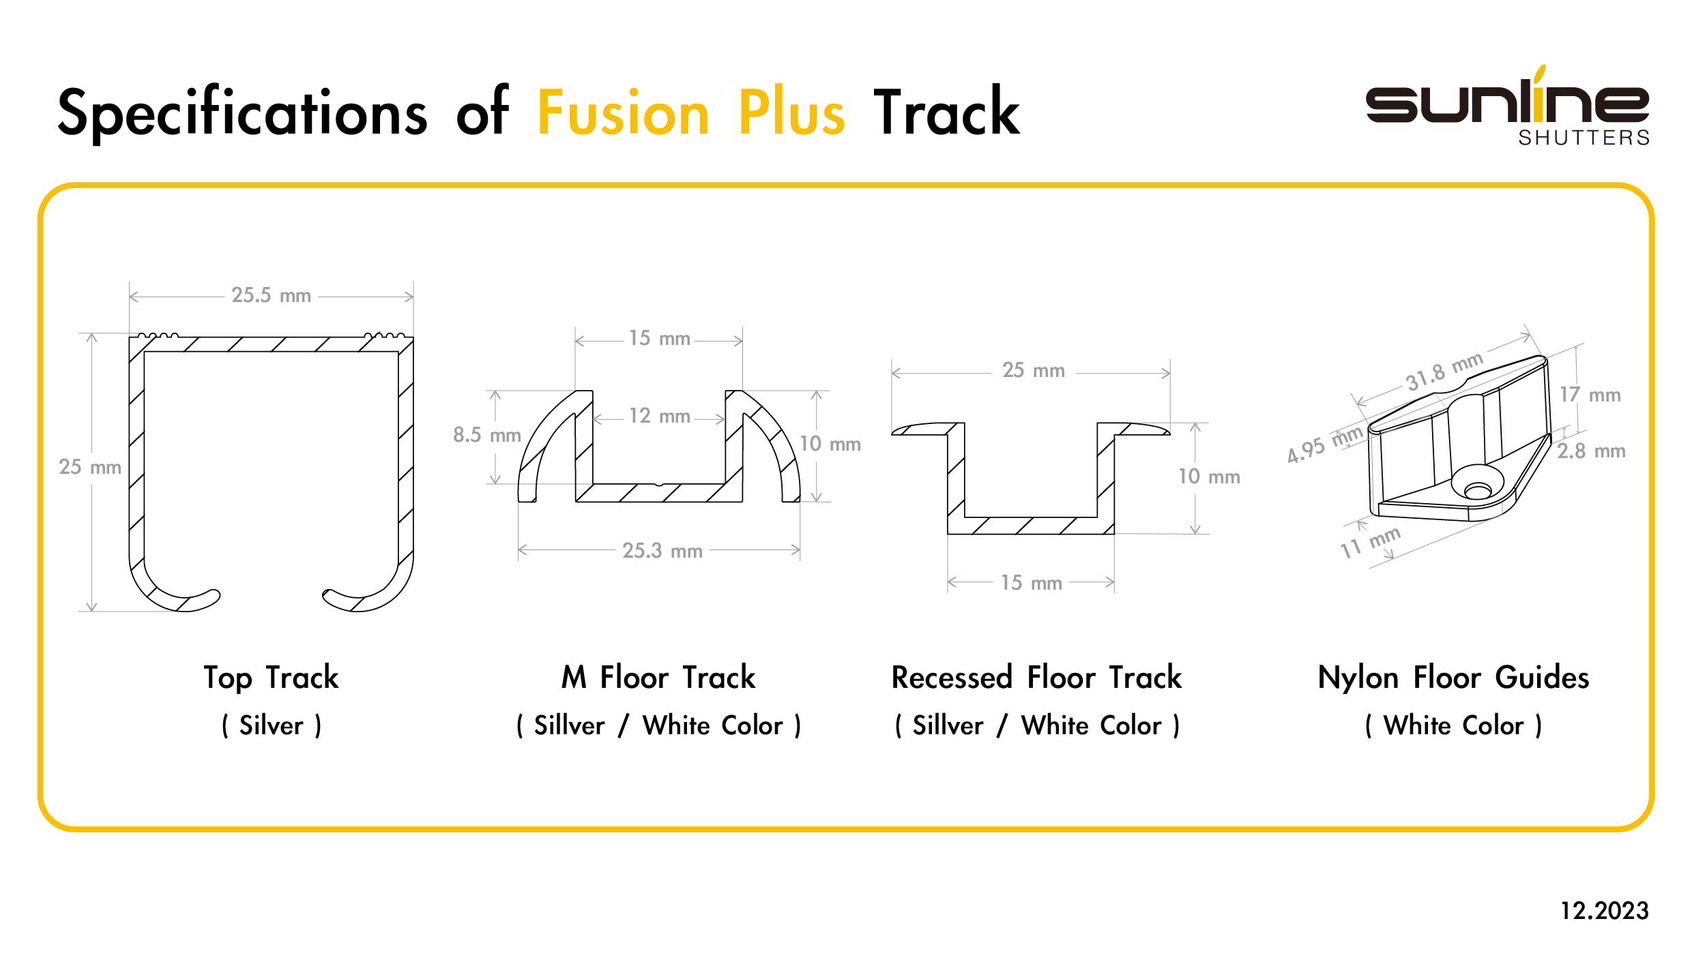 Specifications of Fusion Plus Track
sunline
SHUTTERS
25.5 mm
25 mm
15 mm
12 mm
8.5 mm
10 mm
25.3 mm
25 mm
10 mm
15 mm
31.8 mm
17 mm
4.95 mm
2.8 mm
11 mm
Top Track
( Silver )
M Floor Track
( Sillver / White Color )
Recessed Floor Track
( Sillver / White Color )
Nylon Floor Guides
( White Color )
12.2023